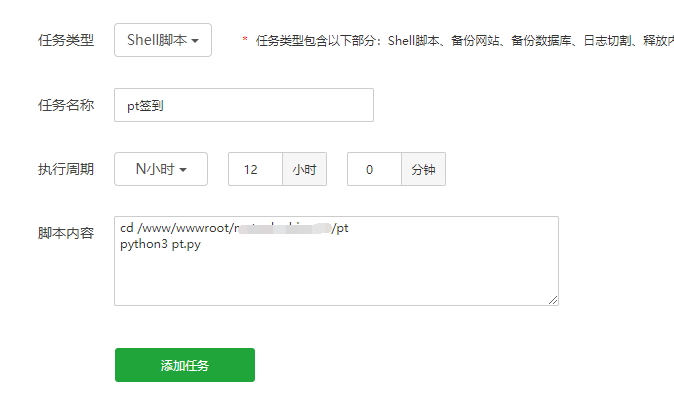 任务类型 Shell脚本 * 任务类型包含以下部分：Shell脚本、备份网站、备份数据库、日志切割、释放
任务名称 pt签到
执行周期 N小时 12 小时 0 分钟
脚本内容 cd /www/wwwroot/ /pt
python3 pt.py
添加任务